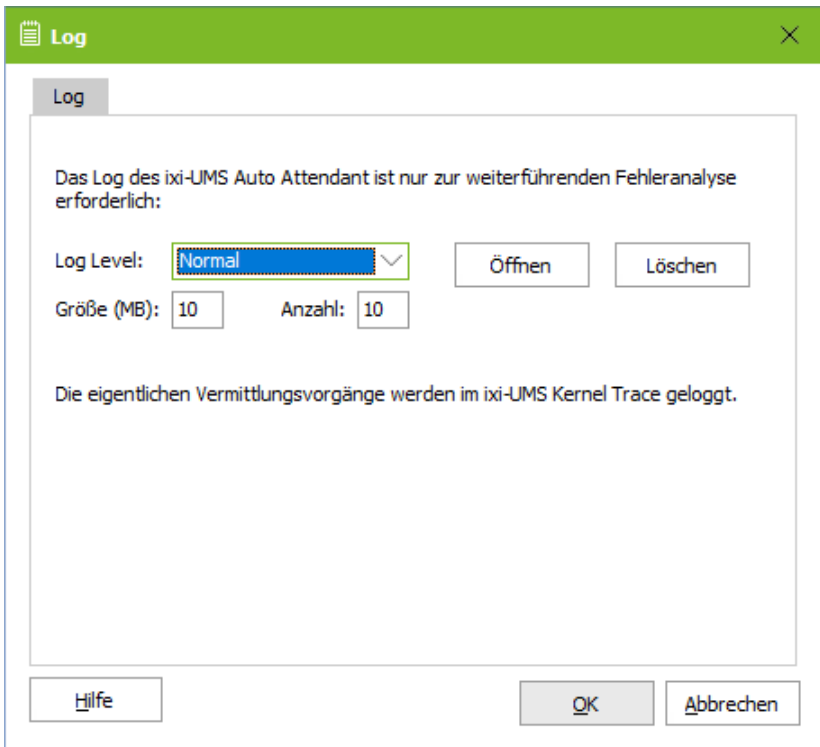 Log
Log
Das Log des ixi-UMS Auto Attendant ist nur zur weiterführenden Fehleranalyse
erforderlich:
Log Level: Normal Öffnen Löschen
Größe (MB): 10 Anzahl: 10
Die eigentlichen Vermittlungsvorgänge werden im ixi-UMS Kernel Trace geloggt.
Hilfe OK Abbrechen